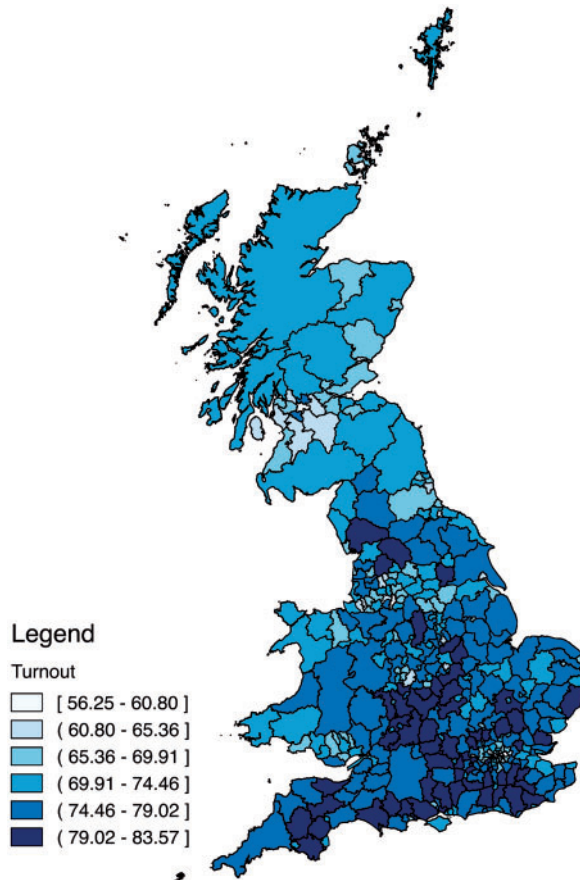 Legend
Turnout
[ 56.25 - 60.80 ]
( 60.80 - 65.36 ]
( 65.36 - 69.91 ]
( 69.91 - 74.46 ]
( 74.46 - 79.02 ]
( 79.02 - 83.57 ]